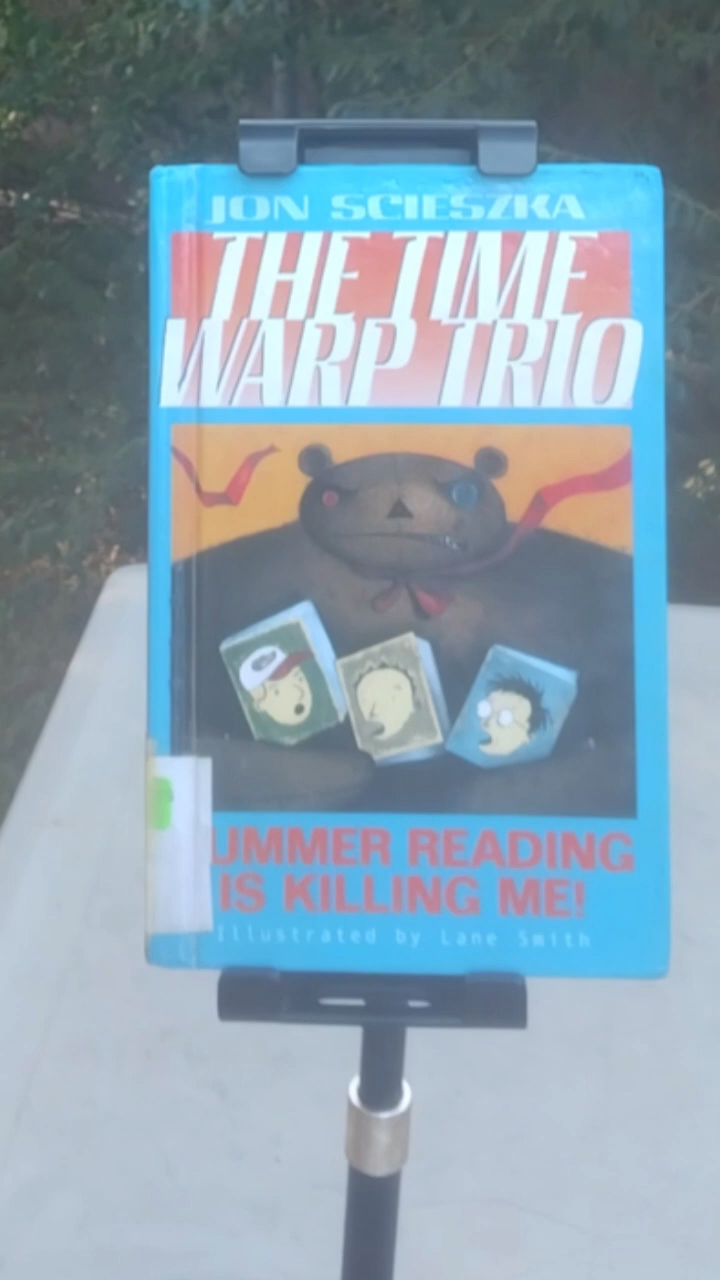 JON SCIESZKA
THE TIME
WARP TRIO
UMMER READING
IS KILLING ME!
Illustrated by Lane Smith